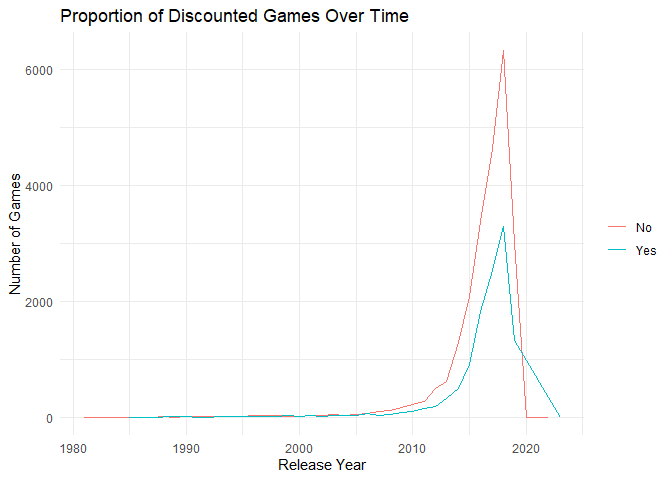 Proportion of Discounted Games Over Time
6000
4000
2000
0
Number of Games
1980
1990
2000
2010
2020
Release Year
No
Yes